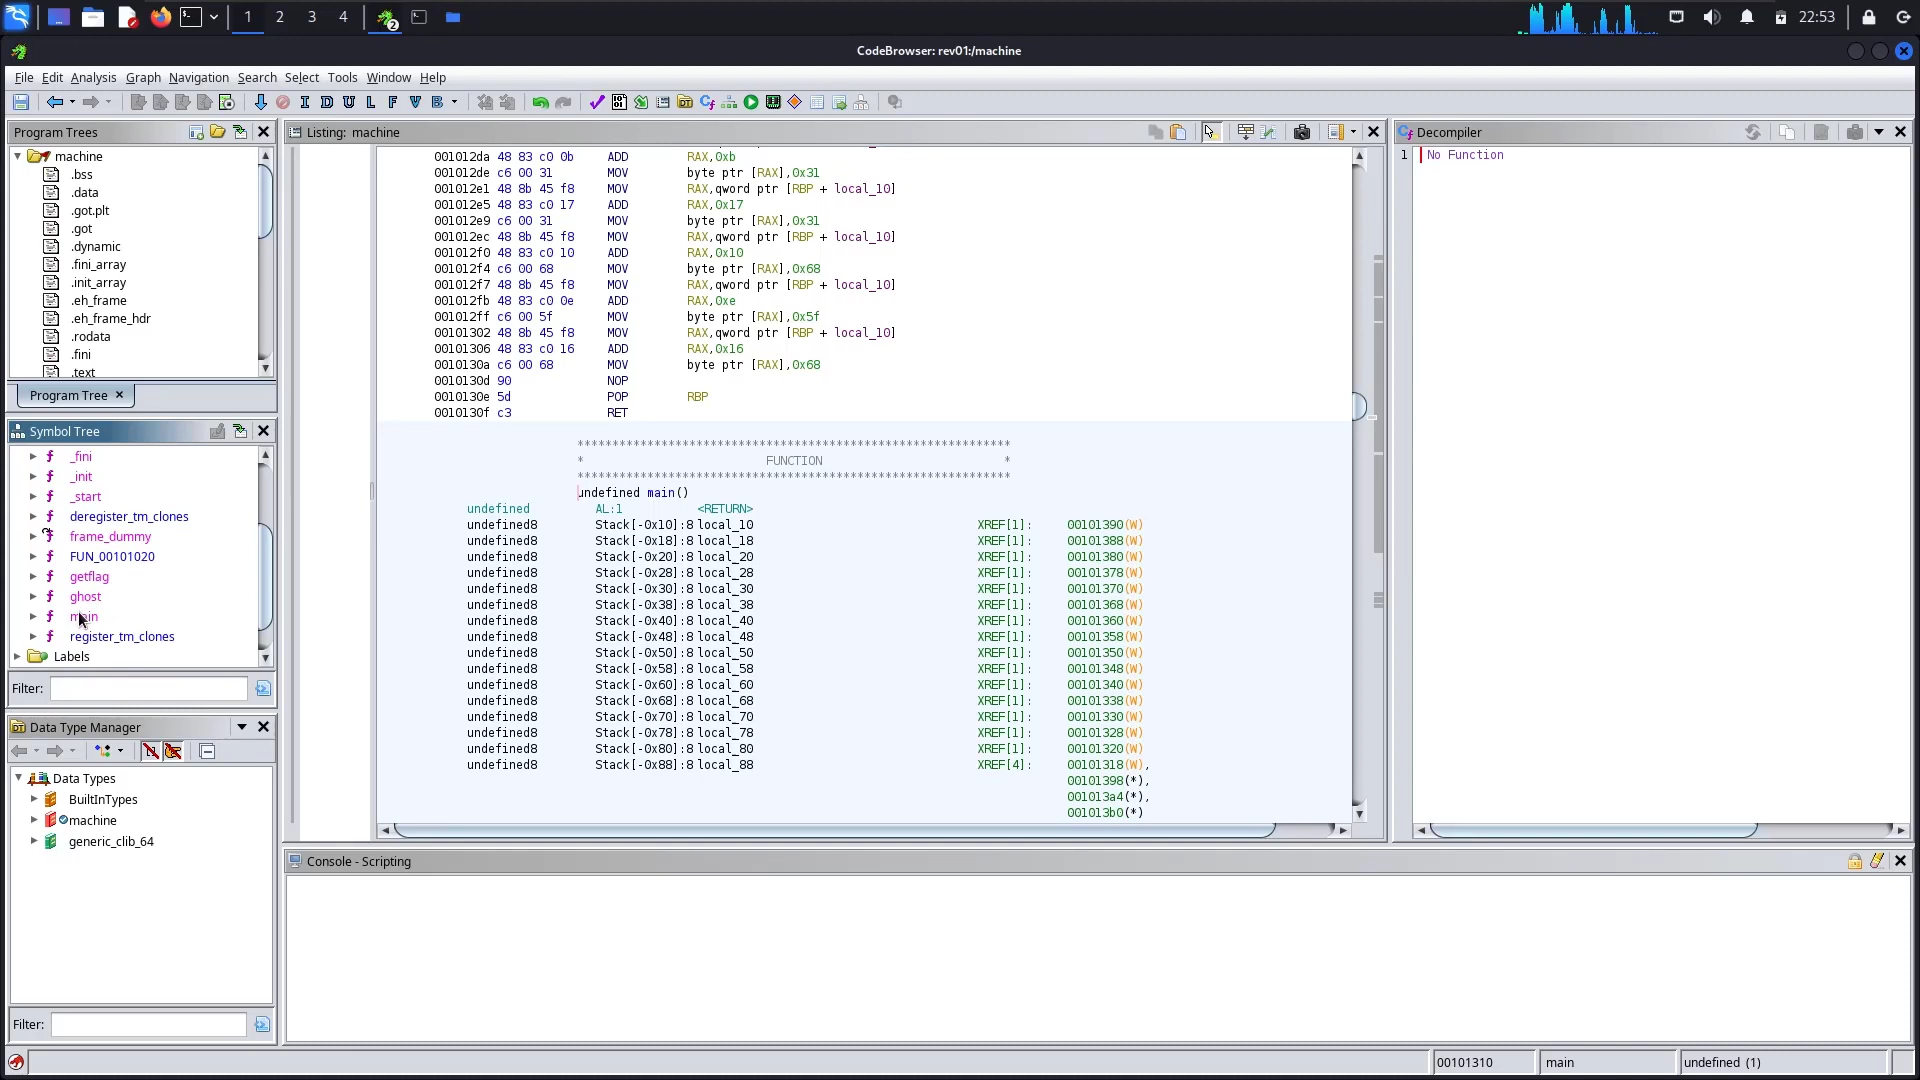 1 2 3 4 2 22:53
CodeBrowser: rev01:/machine
File Edit Analysis Graph Navigation Search Select Tools Window Help
I D U L F V B
Program Trees
machine
.bss
.data
.got.plt
.got
.dynamic
.fini_array
.init_array
.eh_frame
.eh_frame_hdr
.rodata
.fini
.text
Program Tree
Symbol Tree
_fini
_init
_start
deregister_tm_clones
frame_dummy
FUN_00101020
getflag
ghost
main
register_tm_clones
Labels
Filter:
Data Type Manager
Data Types
BuiltInTypes
machine
generic_clib_64
Filter:
Listing: machine
001012da 48 83 c0 0b ADD RAX,0xb
001012de c6 00 31 MOV byte ptr [RAX],0x31
001012e1 48 8b 45 f8 MOV RAX,qword ptr [RBP + local_10]
001012e5 48 83 c0 17 ADD RAX,0x17
001012e9 c6 00 31 MOV byte ptr [RAX],0x31
001012ec 48 8b 45 f8 MOV RAX,qword ptr [RBP + local_10]
001012f0 48 83 c0 10 ADD RAX,0x10
001012f4 c6 00 68 MOV byte ptr [RAX],0x68
001012f7 48 8b 45 f8 MOV RAX,qword ptr [RBP + local_10]
001012fb 48 83 c0 0e ADD RAX,0xe
001012ff c6 00 5f MOV byte ptr [RAX],0x5f
00101302 48 8b 45 f8 MOV RAX,qword ptr [RBP + local_10]
00101306 48 83 c0 16 ADD RAX,0x16
0010130a c6 00 68 MOV byte ptr [RAX],0x68
0010130d 90 NOP
0010130e 5d POP RBP
0010130f c3 RET
**************************************************************
* FUNCTION *
**************************************************************
undefined main()
undefined AL:1 <RETURN>
undefined8 Stack[-0x10]:8 local_10 XREF[1]: 00101390(W)
undefined8 Stack[-0x18]:8 local_18 XREF[1]: 00101388(W)
undefined8 Stack[-0x20]:8 local_20 XREF[1]: 00101380(W)
undefined8 Stack[-0x28]:8 local_28 XREF[1]: 00101378(W)
undefined8 Stack[-0x30]:8 local_30 XREF[1]: 00101370(W)
undefined8 Stack[-0x38]:8 local_38 XREF[1]: 00101368(W)
undefined8 Stack[-0x40]:8 local_40 XREF[1]: 00101360(W)
undefined8 Stack[-0x48]:8 local_48 XREF[1]: 00101358(W)
undefined8 Stack[-0x50]:8 local_50 XREF[1]: 00101350(W)
undefined8 Stack[-0x58]:8 local_58 XREF[1]: 00101348(W)
undefined8 Stack[-0x60]:8 local_60 XREF[1]: 00101340(W)
undefined8 Stack[-0x68]:8 local_68 XREF[1]: 00101338(W)
undefined8 Stack[-0x70]:8 local_70 XREF[1]: 00101330(W)
undefined8 Stack[-0x78]:8 local_78 XREF[1]: 00101328(W)
undefined8 Stack[-0x80]:8 local_80 XREF[1]: 00101320(W)
undefined8 Stack[-0x88]:8 local_88 XREF[4]: 00101318(W),
00101398(*),
001013a4(*),
001013b0(*)
Decompiler
1 No Function
Console - Scripting
00101310 main undefined (1)